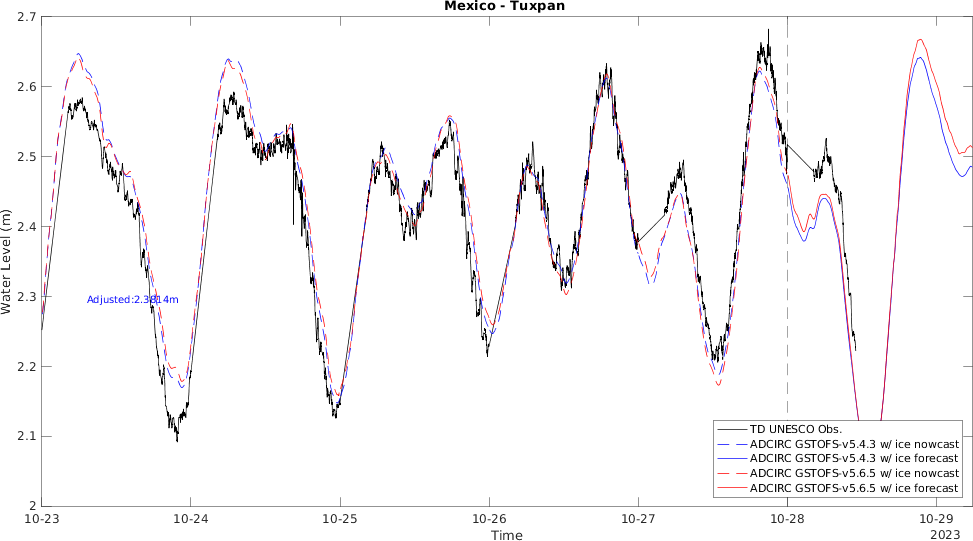 Mexico - Tuxpan
2.7
2.6
2.5
2.4
2.3
2.2
2.1
2
Water Level (m)
Adjusted:2.3814m
TD UNESCO Obs.
ADCIRC GSTOFS-v5.4.3 w/ ice nowcast
ADCIRC GSTOFS-v5.4.3 w/ ice forecast
ADCIRC GSTOFS-v5.6.5 w/ ice nowcast
ADCIRC GSTOFS-v5.6.5 w/ ice forecast
10-23 10-24 10-25 10-26 10-27 10-28 10-29
Time
2023